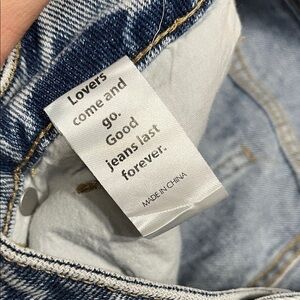 Lovers
come and
go.
Good
jeans last
forever.
MADE IN CHINA